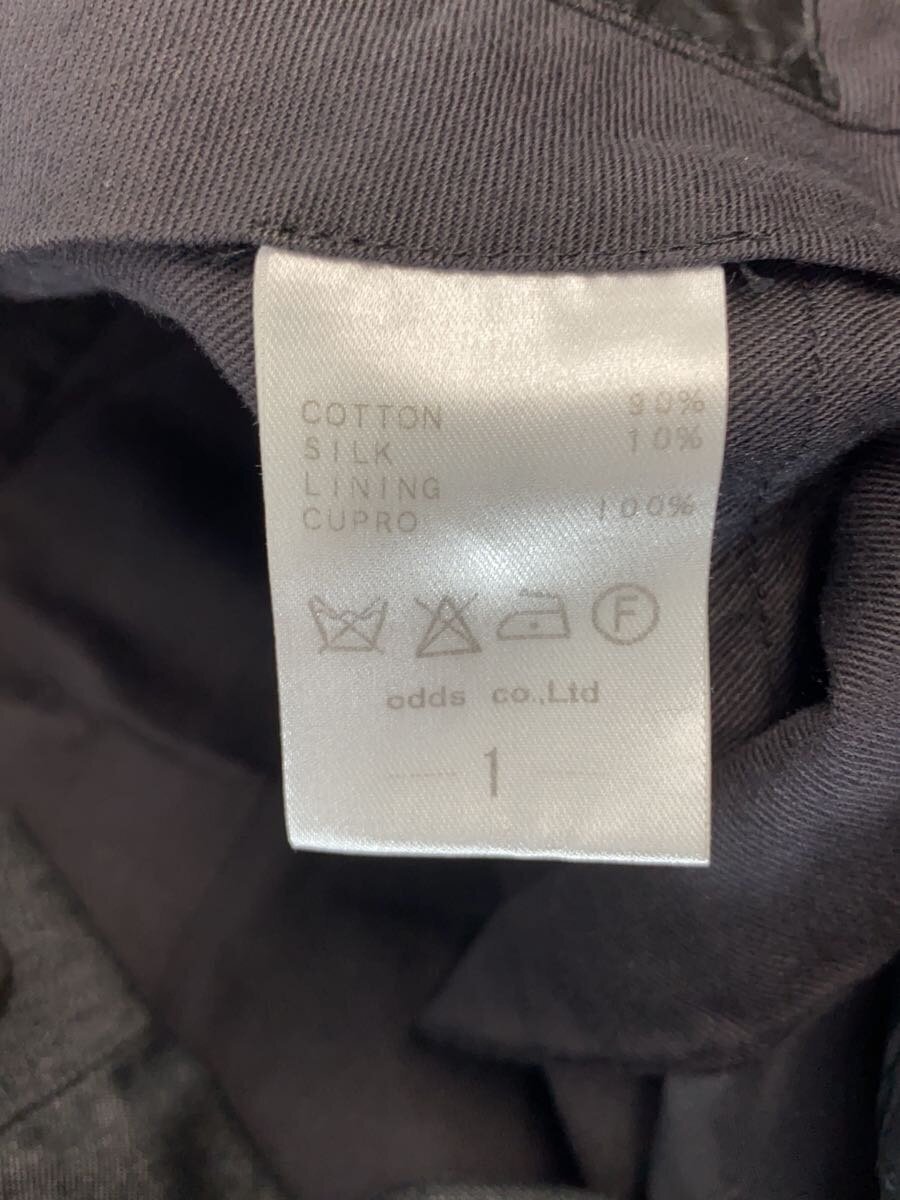 COTTON 90%
SILK 10%
LINING
CUPRO 100%
F
odds co.,Ltd
1